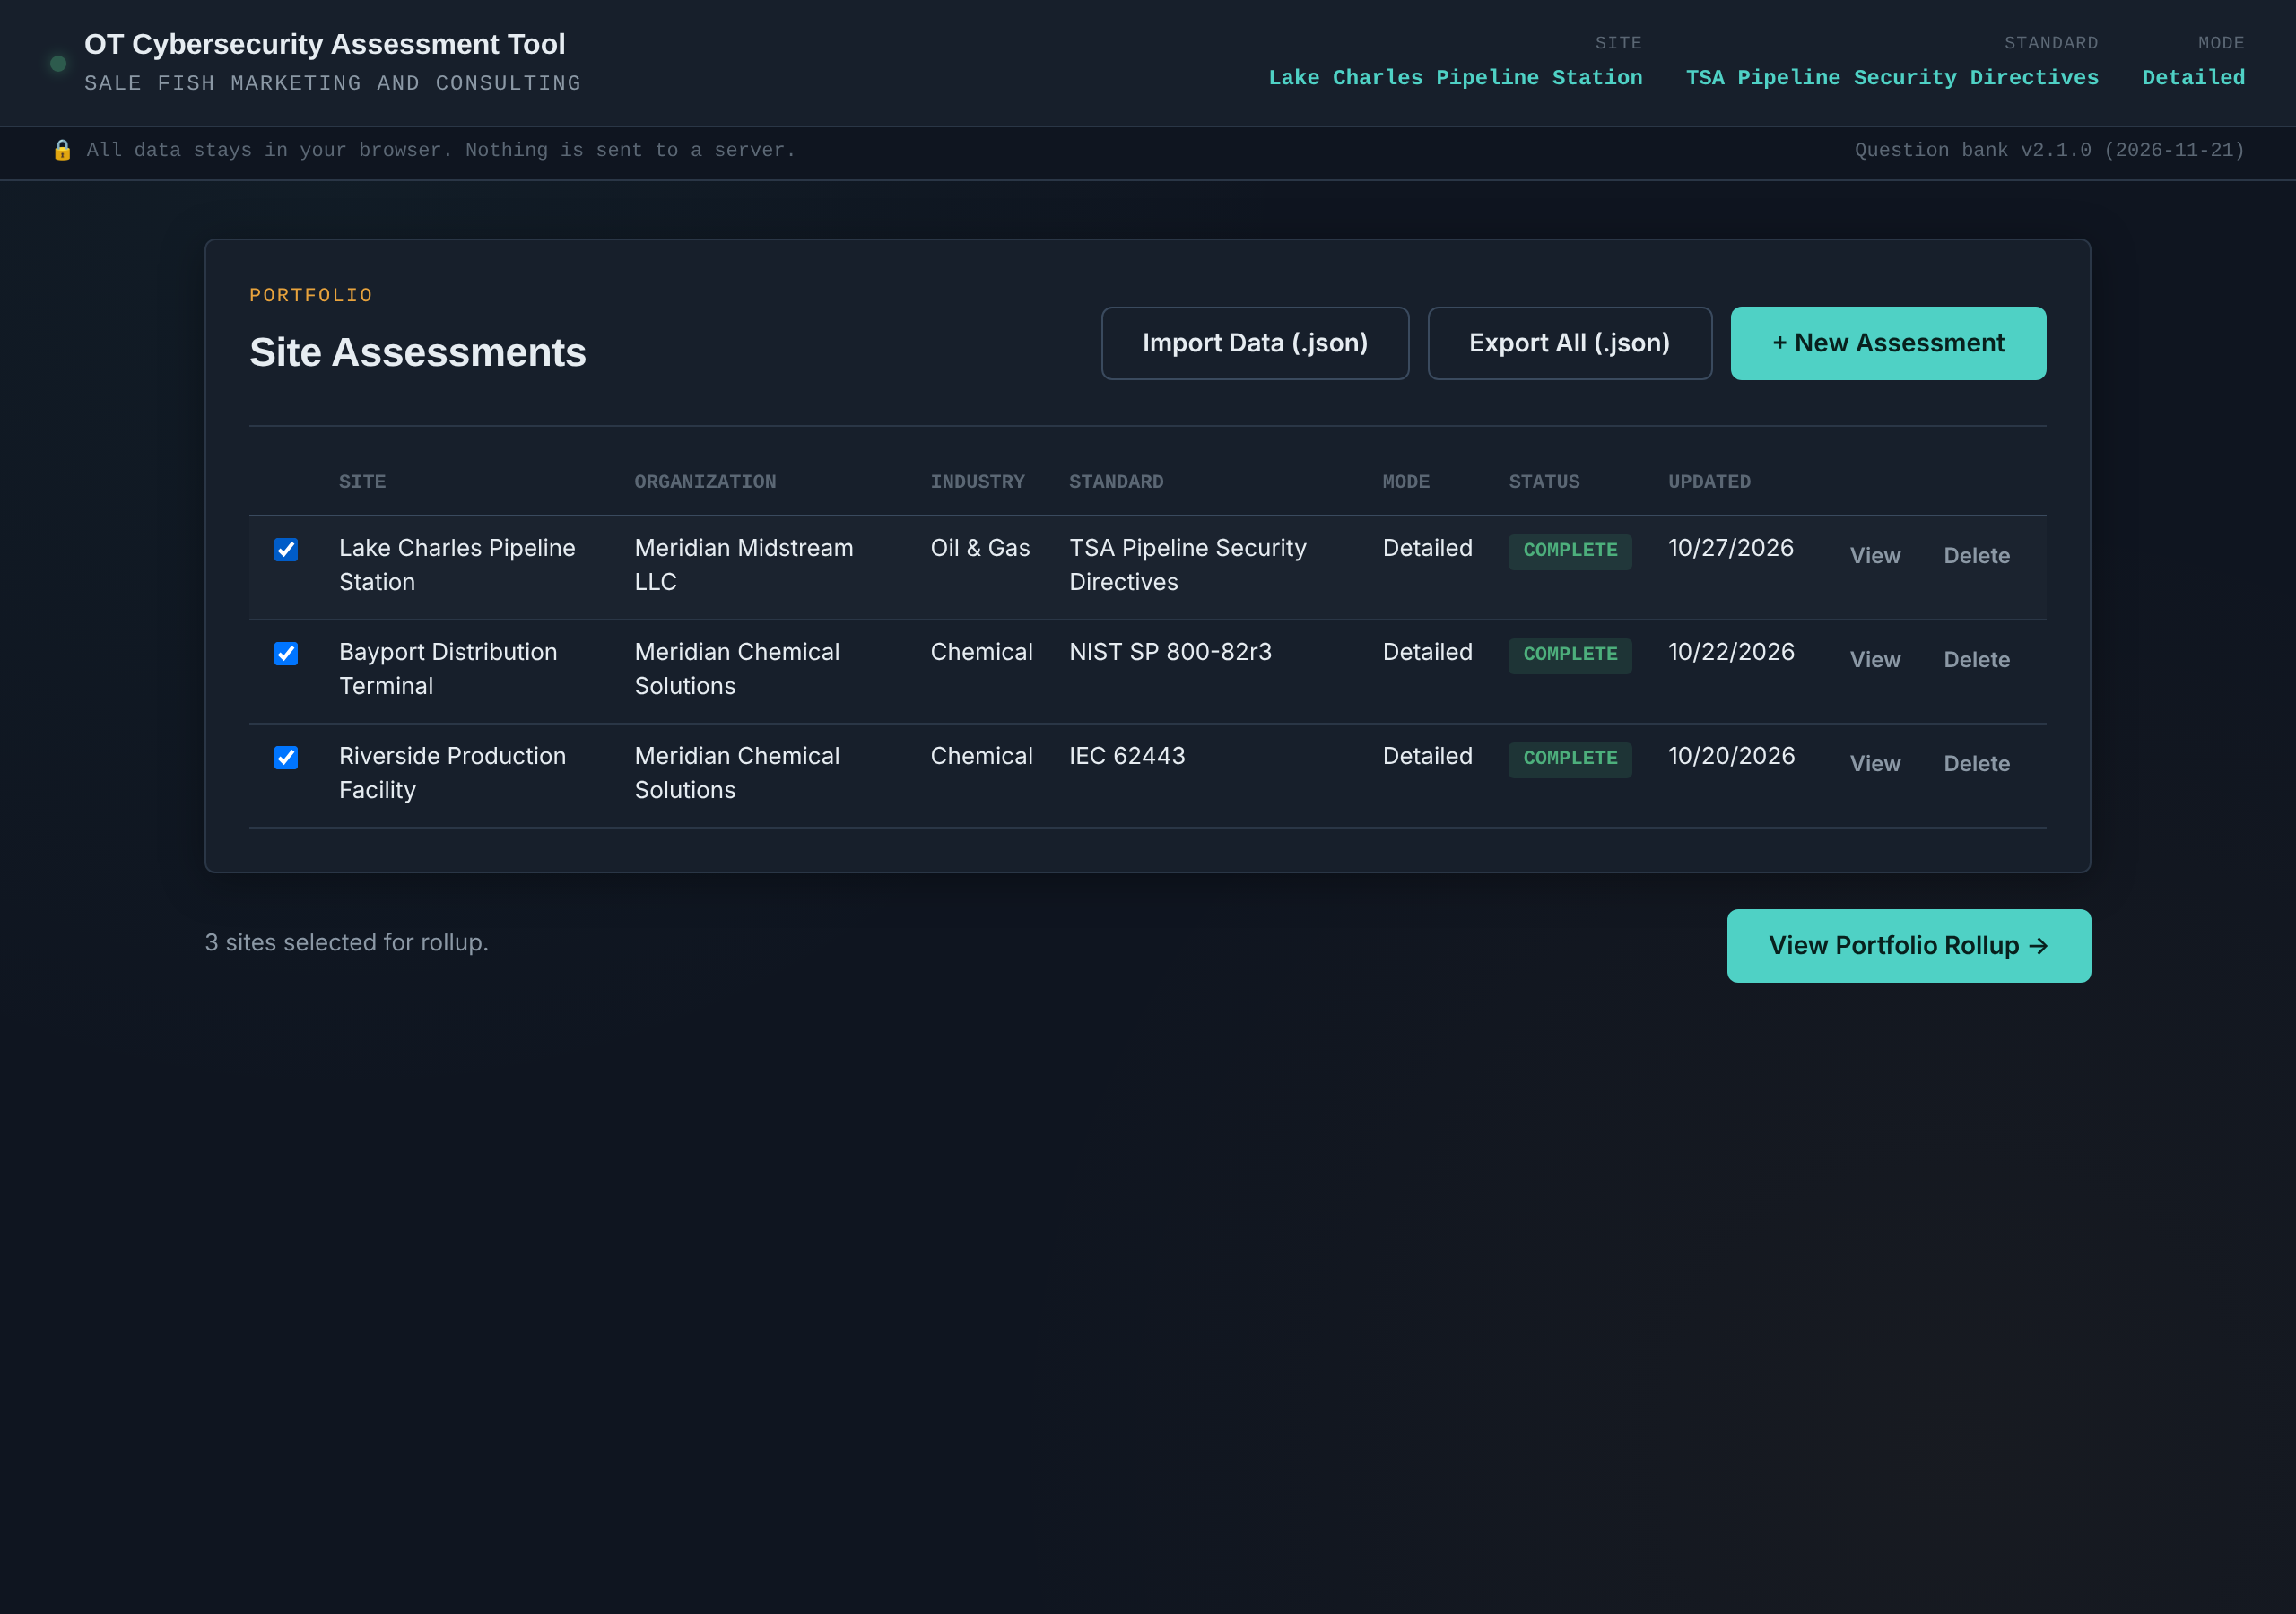 OT Cybersecurity Assessment Tool
SALE FISH MARKETING AND CONSULTING
SITE
Lake Charles Pipeline Station
STANDARD
TSA Pipeline Security Directives
MODE
Detailed
🔒 All data stays in your browser. Nothing is sent to a server.
Question bank v2.1.0 (2026-11-21)
PORTFOLIO
Site Assessments
Import Data (.json)
Export All (.json)
+ New Assessment
SITE ORGANIZATION INDUSTRY STANDARD MODE STATUS UPDATED
Lake Charles Pipeline Meridian Midstream Oil & Gas TSA Pipeline Security Detailed COMPLETE 10/27/2026 View Delete
Station LLC Directives
Bayport Distribution Meridian Chemical Chemical NIST SP 800-82r3 Detailed COMPLETE 10/22/2026 View Delete
Terminal Solutions
Riverside Production Meridian Chemical Chemical IEC 62443 Detailed COMPLETE 10/20/2026 View Delete
Facility Solutions
3 sites selected for rollup.
View Portfolio Rollup →